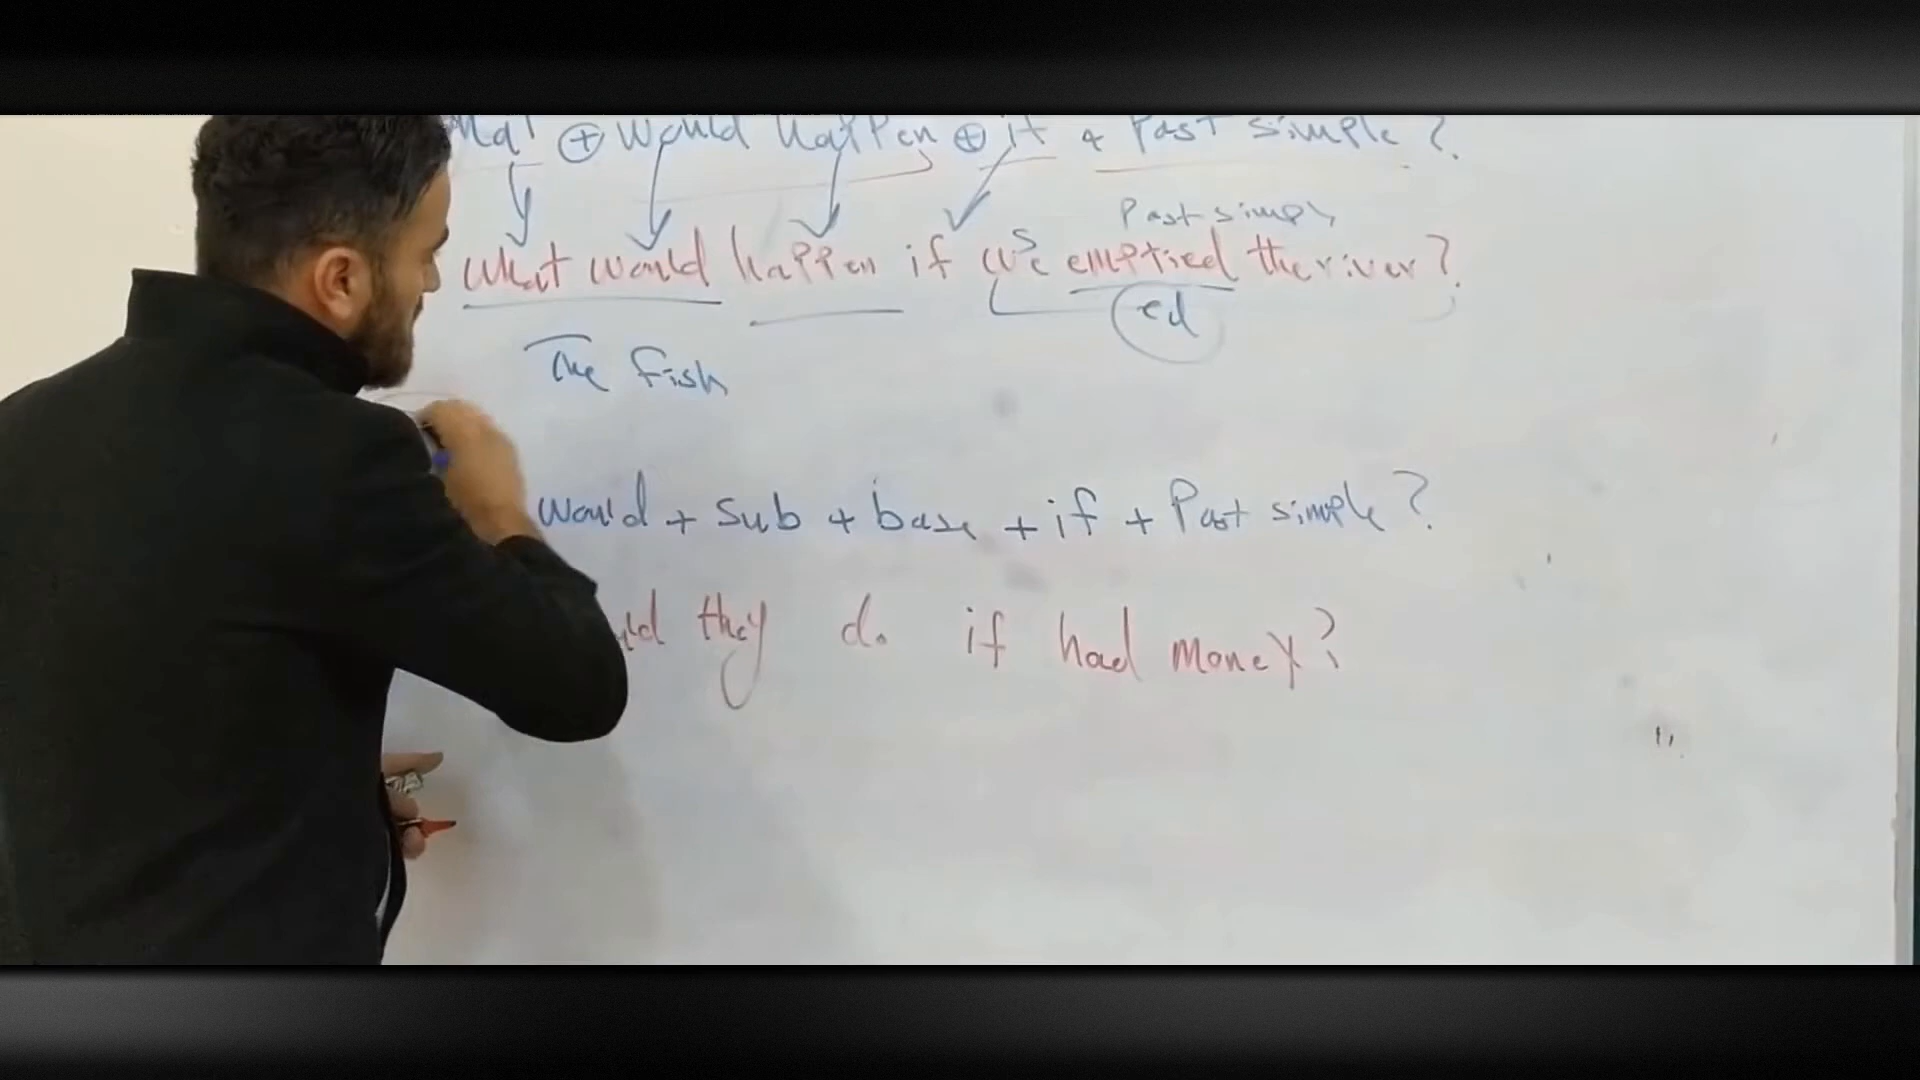 ⊕ would happen ⊕ if + Past simple?
Past simple
s
what would happen if we emptied the river?
ed
The fish
would + sub + base + if + Past simple?
they do if had money?